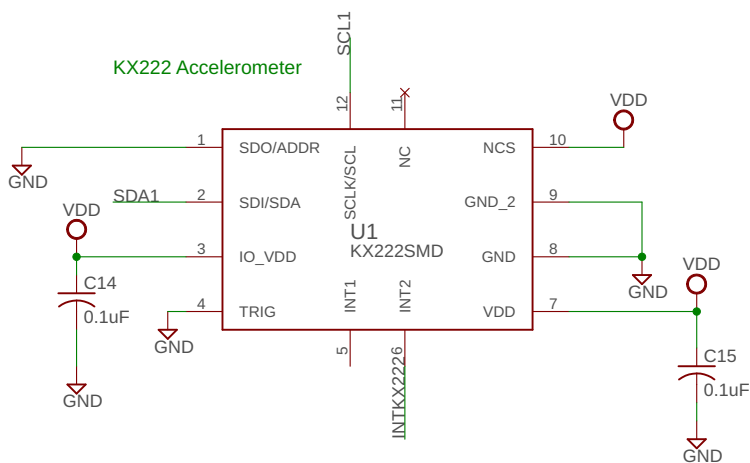 SCL1
KX222 Accelerometer
12
11
VDD
1
SDO/ADDR
SCLK/SCL
NC
NCS
10
GND
SDA1
2
SDI/SDA
GND_2
9
VDD
U1
KX222SMD
3
IO_VDD
GND
8
VDD
C14
0.1uF
GND
4
TRIG
INT1
INT2
VDD
7
GND
5
6
INTKX222
C15
0.1uF
GND
GND